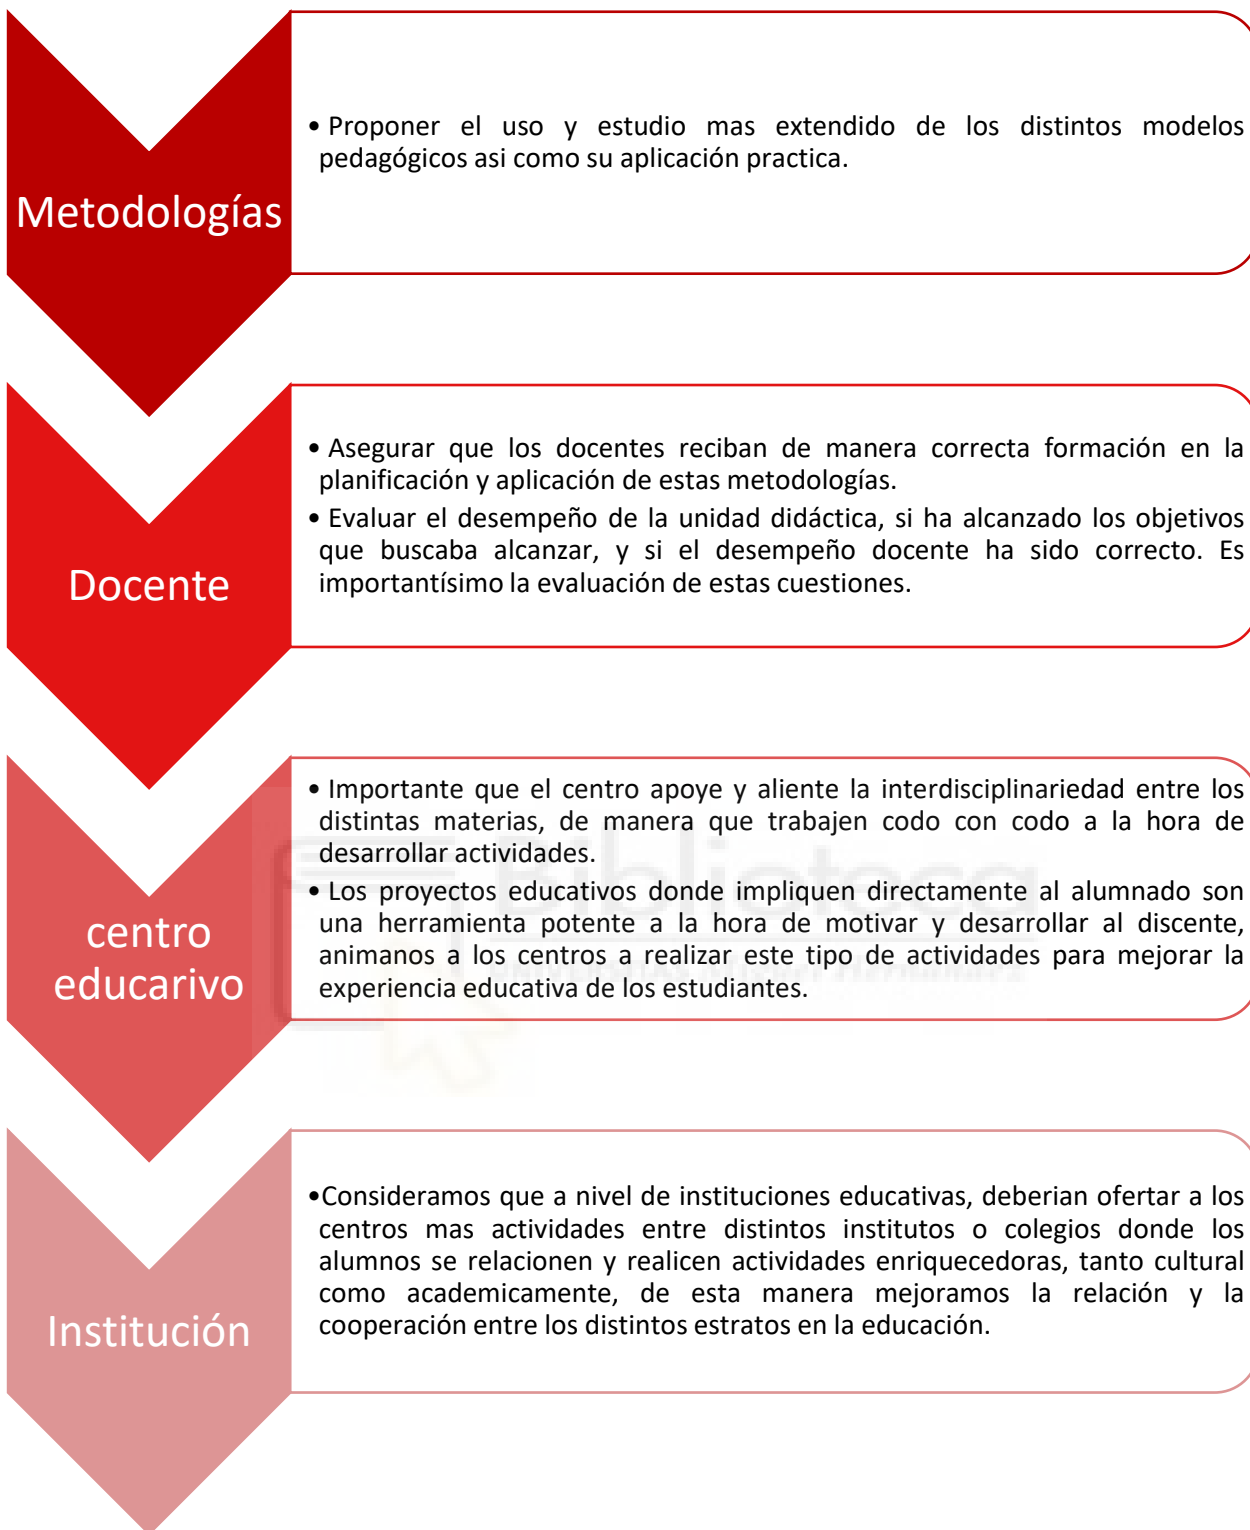 Metodologías
• Proponer el uso y estudio mas extendido de los distintos modelos
pedagógicos asi como su aplicación practica.
Docente
• Asegurar que los docentes reciban de manera correcta formación en la
planificación y aplicación de estas metodologías.
• Evaluar el desempeño de la unidad didáctica, si ha alcanzado los objetivos
que buscaba alcanzar, y si el desempeño docente ha sido correcto. Es
importantísimo la evaluación de estas cuestiones.
centro
educarivo
• Importante que el centro apoye y aliente la interdisciplinariedad entre los
distintas materias, de manera que trabajen codo con codo a la hora de
desarrollar actividades.
• Los proyectos educativos donde impliquen directamente al alumnado son
una herramienta potente a la hora de motivar y desarrollar al discente,
animanos a los centros a realizar este tipo de actividades para mejorar la
experiencia educativa de los estudiantes.
Biblioteca
UNIVERSITAS Miguel Hernández
Institución
•Consideramos que a nivel de instituciones educativas, deberian ofertar a los
centros mas actividades entre distintos institutos o colegios donde los
alumnos se relacionen y realicen actividades enriquecedoras, tanto cultural
como academicamente, de esta manera mejoramos la relación y la
cooperación entre los distintos estratos en la educación.